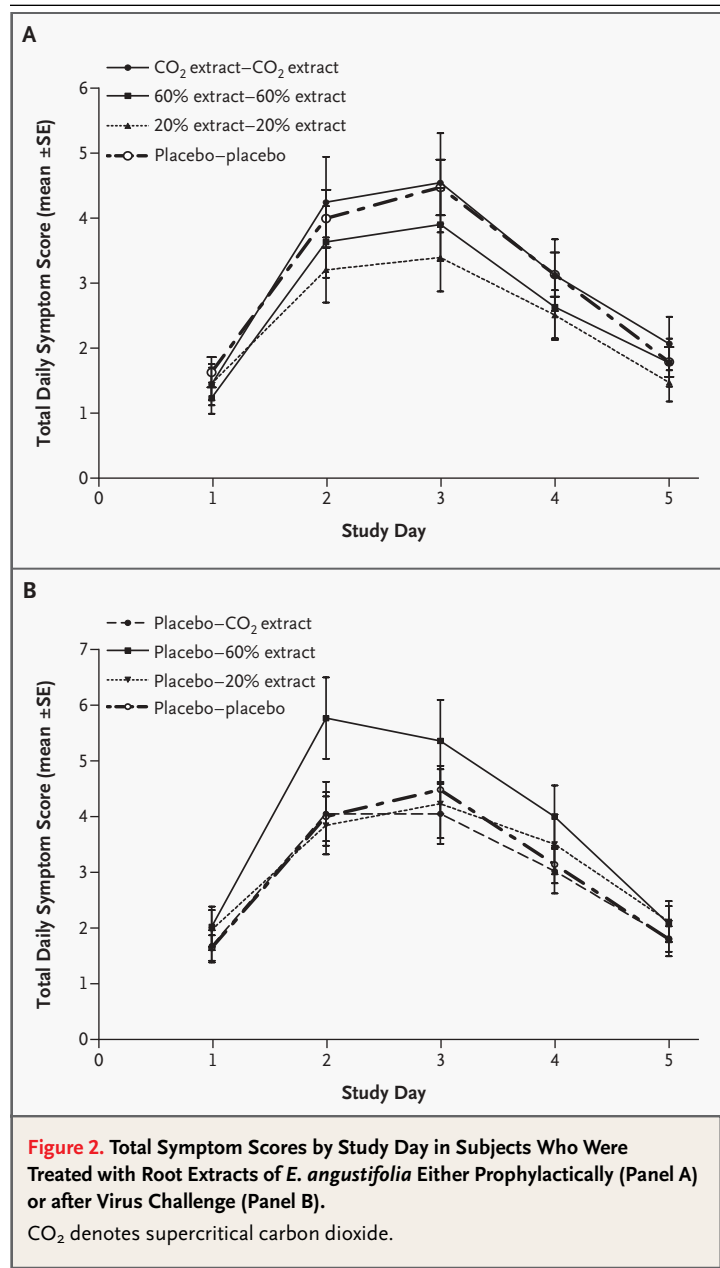 A
CO₂ extract–CO₂ extract
60% extract–60% extract
20% extract–20% extract
Placebo–placebo
Total Daily Symptom Score (mean ±SE)
6
5
4
3
2
1
0
0 1 2 3 4 5
Study Day
B
Placebo–CO₂ extract
Placebo–60% extract
Placebo–20% extract
Placebo–placebo
Total Daily Symptom Score (mean ±SE)
7
6
5
4
3
2
1
0
0 1 2 3 4 5
Study Day
Figure 2. Total Symptom Scores by Study Day in Subjects Who Were
Treated with Root Extracts of E. angustifolia Either Prophylactically (Panel A)
or after Virus Challenge (Panel B).
CO₂ denotes supercritical carbon dioxide.